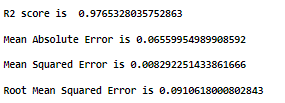 R2 score is  0.9765328035752863
Mean Absolute Error is 0.06559954989908592
Mean Squared Error is 0.008292251433861666
Root Mean Squared Error is 0.0910618000802843